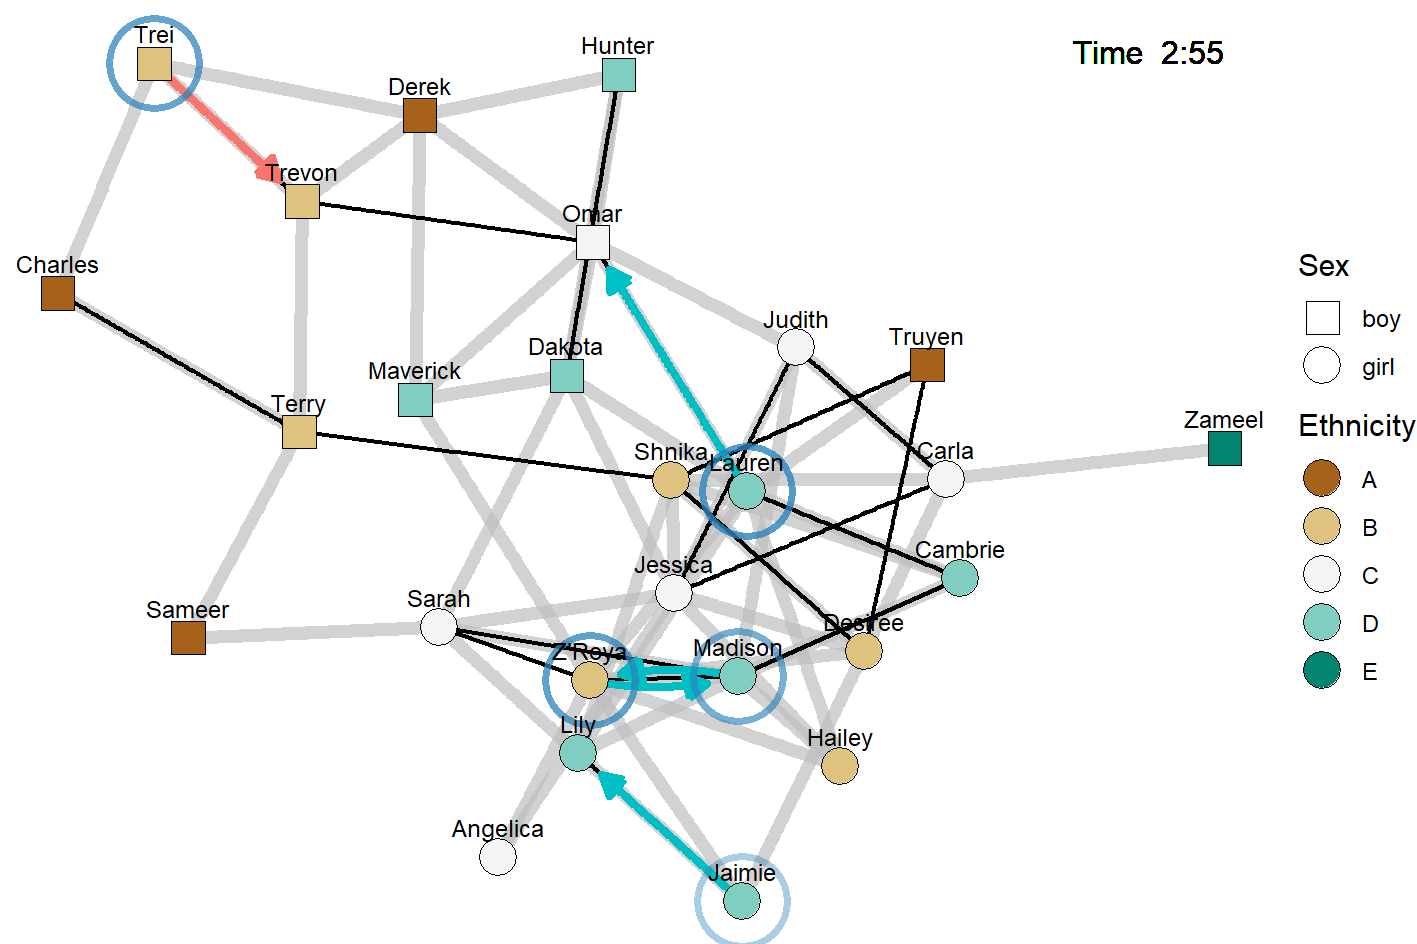 Trei
Hunter
Time  2:55
Derek
Trevon
Omar
Charles
Sex
boy
Judith
Truyen
Dakota
Maverick
girl
Terry
Zameel
Ethnicity
Shnika
Lauren
Carla
A
B
Cambrie
Jessica
C
Sarah
Sameer
Desiree
D
Z'Roya
Madison
E
Lily
Hailey
Angelica
Jaimie